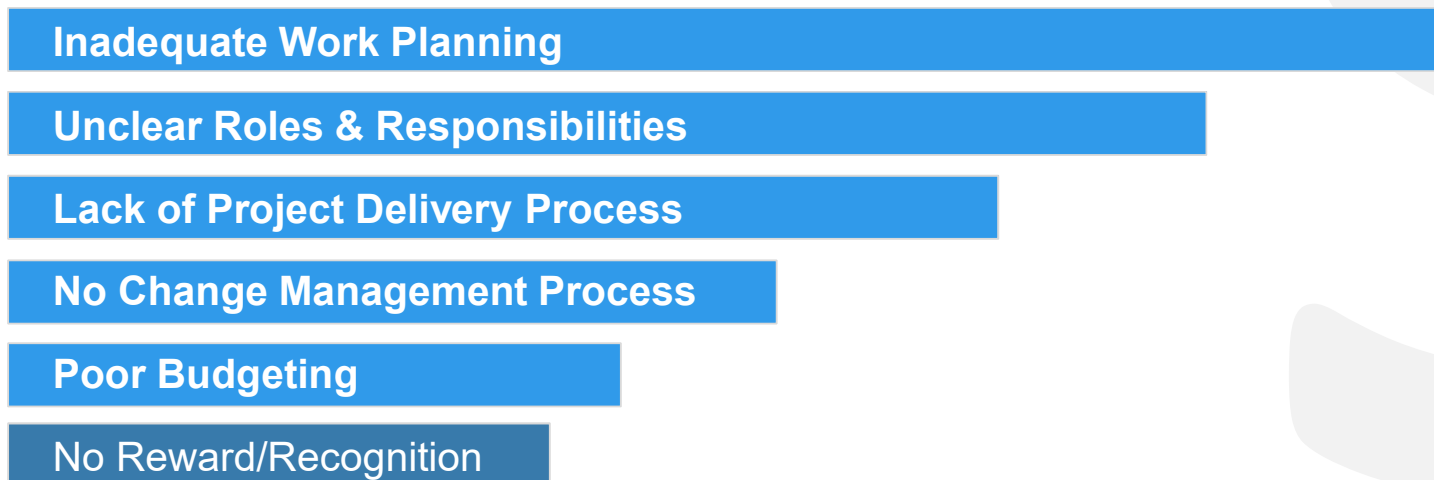 Inadequate Work Planning
Unclear Roles & Responsibilities
Lack of Project Delivery Process
No Change Management Process
Poor Budgeting
No Reward/Recognition